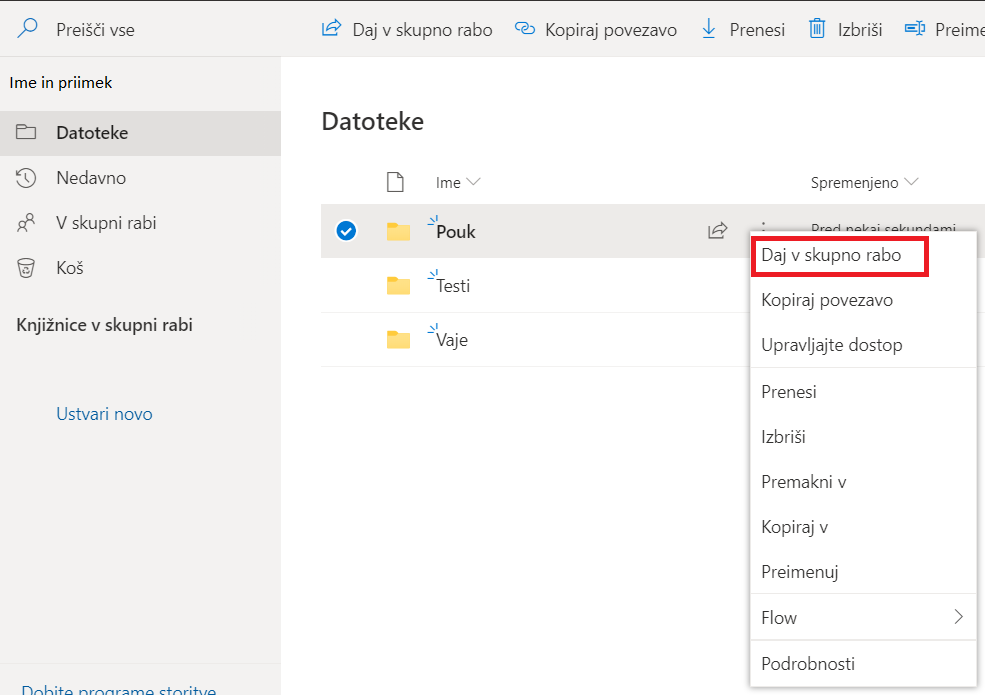 Preišči vse
Daj v skupno rabo Kopiraj povezavo Prenesi Izbriši Preime
Ime in priimek
Datoteke
Nedavno
V skupni rabi
Koš
Knjižnice v skupni rabi
Ustvari novo
Dobite programe storitve
Datoteke
Ime Spremenjeno
Pouk Pred nekaj sekundami
Testi
Vaje
Daj v skupno rabo
Kopiraj povezavo
Upravljajte dostop
Prenesi
Izbriši
Premakni v
Kopiraj v
Preimenuj
Flow
Podrobnosti